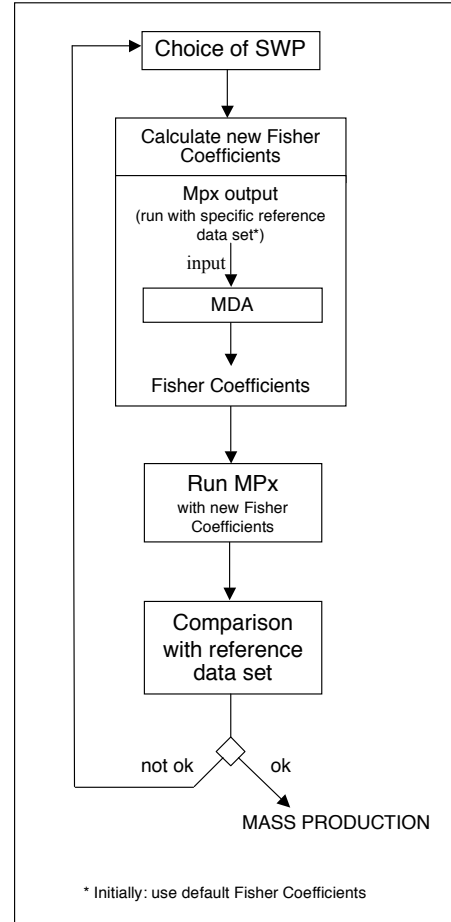 Choice of SWP
Calculate new Fisher
Coefficients
Mpx output
(run with specific reference
data set*)
input
MDA
Fisher Coefficients
Run MPx
with new Fisher
Coefficients
Comparison
with reference
data set
not ok
ok
MASS PRODUCTION
* Initially: use default Fisher Coefficients